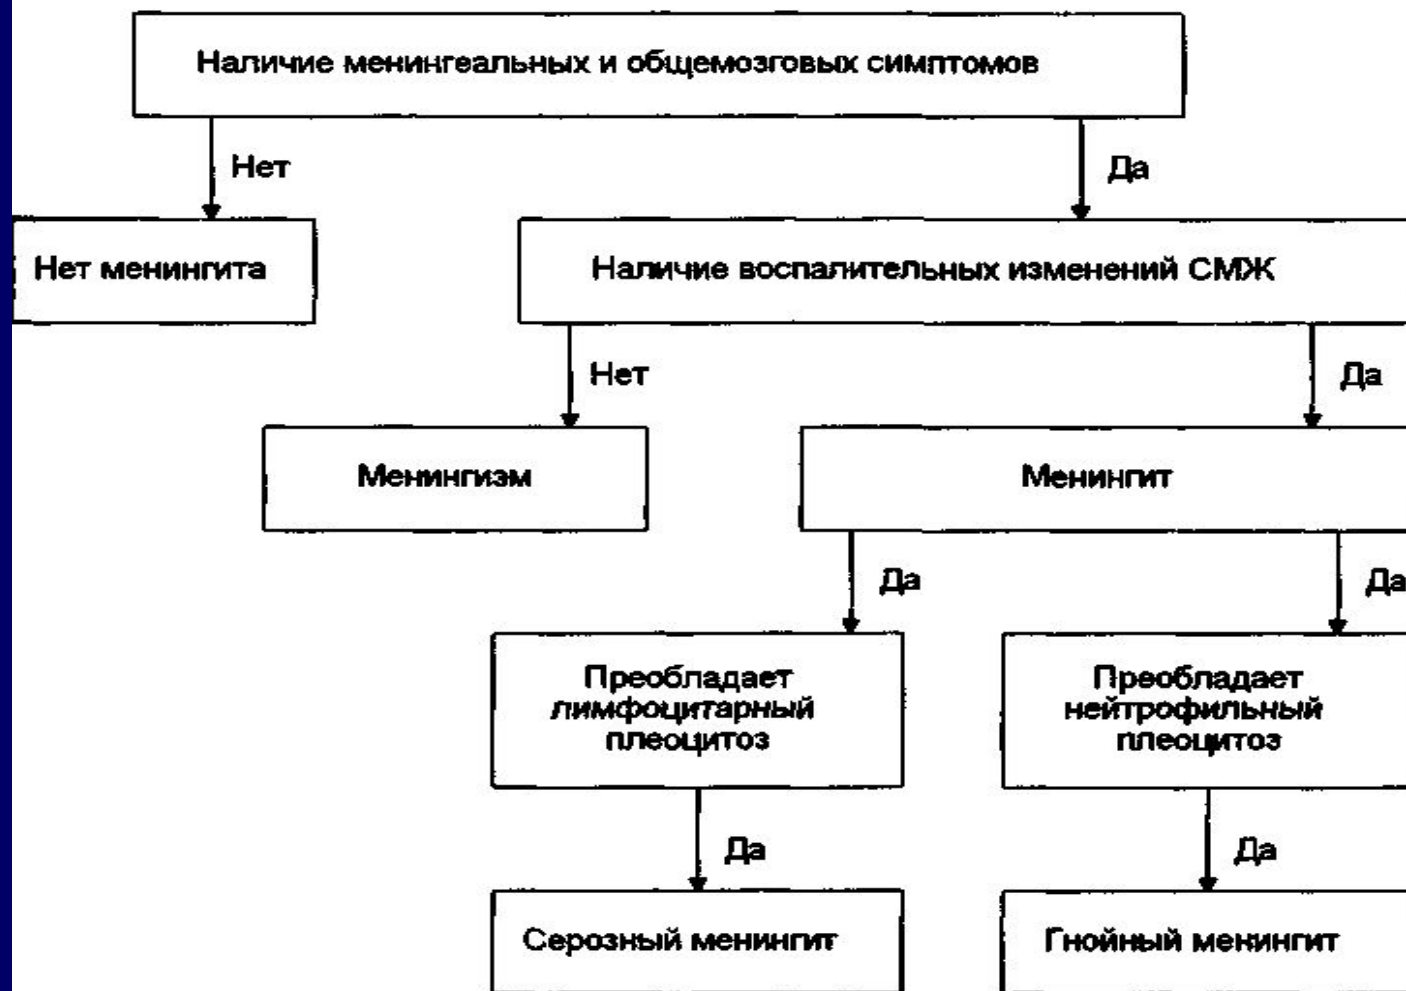 Наличие менингеальных и общемозговых симптомов
Нет
Да
Нет менингита
Наличие воспалительных изменений СМЖ
Нет
Да
Менингизм
Менингит
Да
Да
Преобладает
лимфоцитарный
плеоцитоз
Преобладает
нейтрофильный
плеоцитоз
Да
Да
Серозный менингит
Гнойный менингит